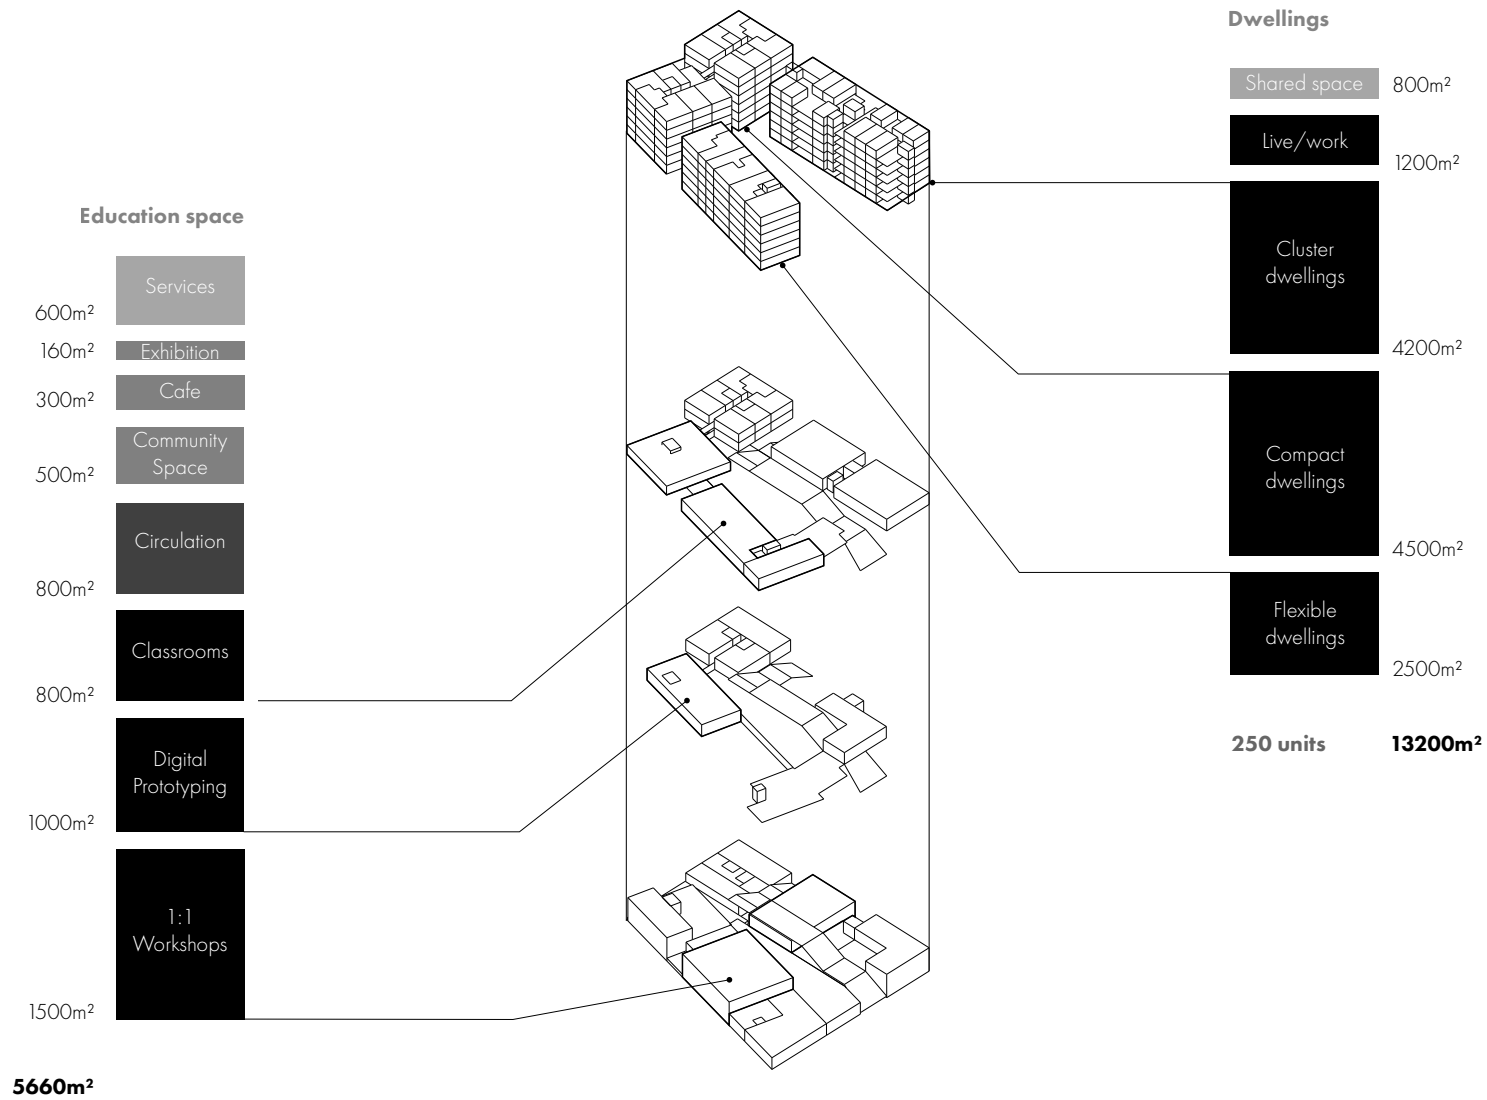 Education space
Services
600m²
160m²
Exhibition
Cafe
300m²
Community
Space
500m²
Circulation
800m²
Classrooms
800m²
Digital
Prototyping
1000m²
1:1
Workshops
1500m²
5660m²
Dwellings
Shared space
800m²
Live/work
1200m²
Cluster
dwellings
4200m²
Compact
dwellings
4500m²
Flexible
dwellings
2500m²
250 units
13200m²